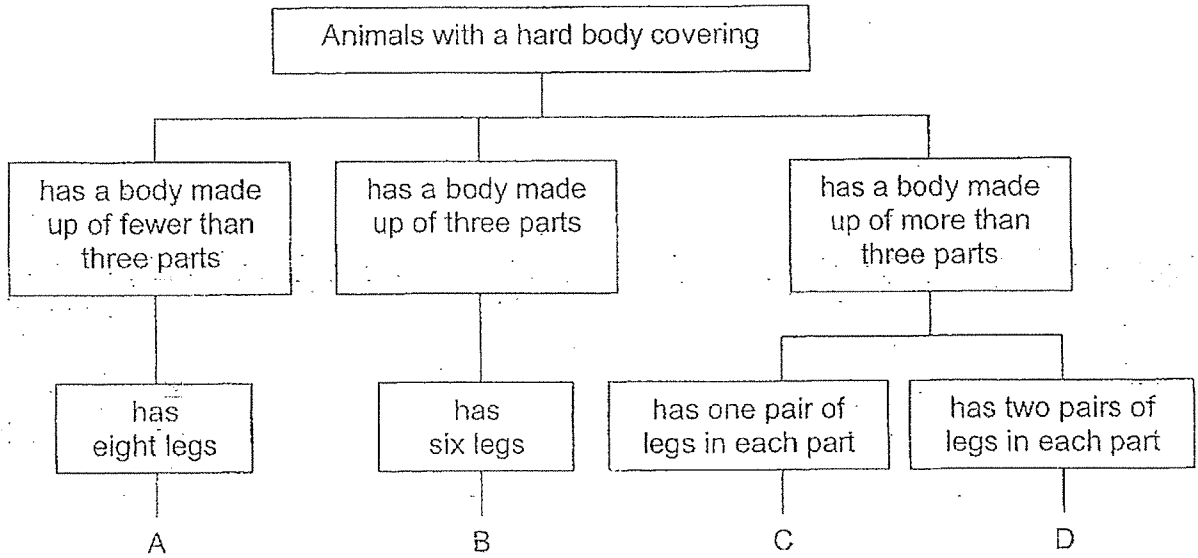 Animals with a hard body covering
has a body made
up of fewer than
three parts
has a body made
up of three parts
has a body made
up of more than
three parts
has
eight legs
has
six legs
has one pair of
legs in each part
has two pairs of
legs in each part
A
B
C
D